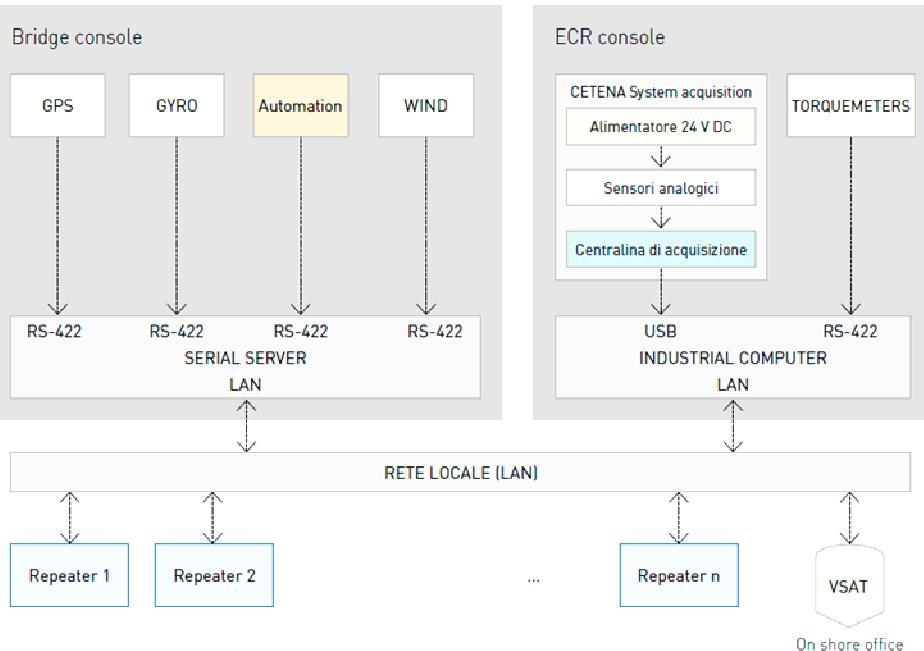 Bridge console
ECR console
GPS
GYRO
Automation
WIND
CETENA System acquisition
Alimentatore 24 V DC
Sensori analogici
Centralina di acquisizione
TORQUEMETERS
RS-422 RS-422 RS-422 RS-422
SERIAL SERVER
LAN
USB RS-422
INDUSTRIAL COMPUTER
LAN
RETE LOCALE (LAN)
Repeater 1
Repeater 2
...
Repeater n
VSAT
On shore office